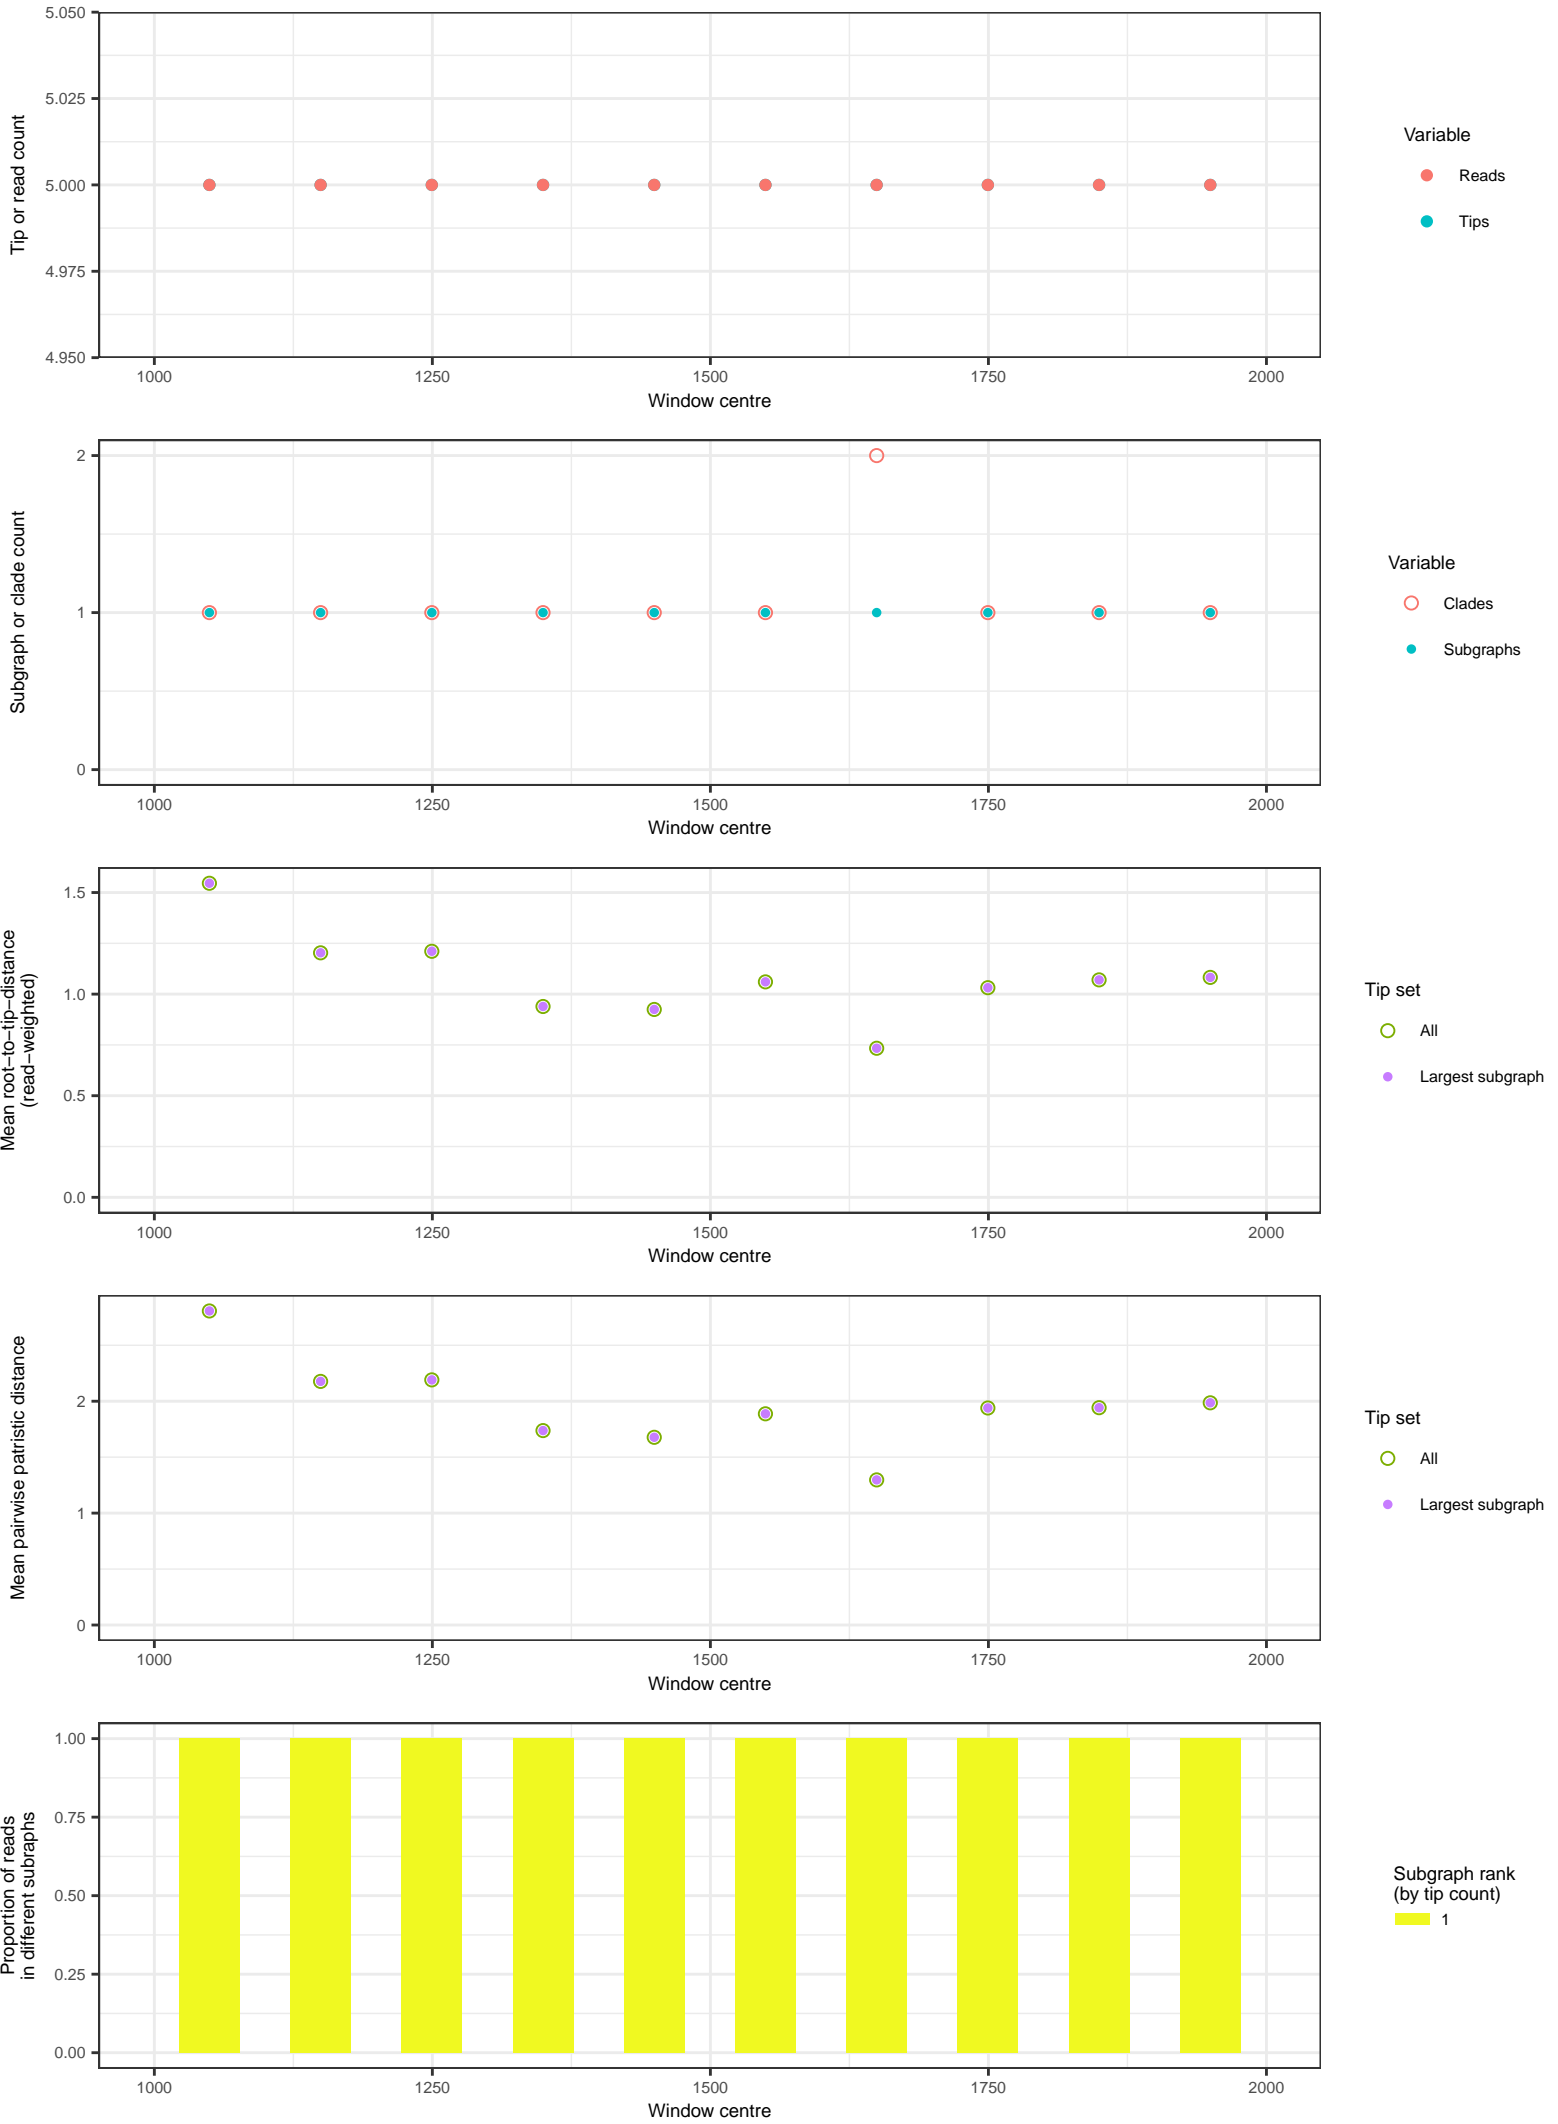 5.050
5.025
5.000
4.975
4.950
Tip or read count
1000 1250 1500 1750 2000
Window centre
Variable
Reads
Tips
2
1
0
Subgraph or clade count
1000 1250 1500 1750 2000
Window centre
Variable
Clades
Subgraphs
1.5
1.0
0.5
0.0
Mean root−to−tip−distance
(read−weighted)
1000 1250 1500 1750 2000
Window centre
Tip set
All
Largest subgraph
2
1
0
Mean pairwise patristic distance
1000 1250 1500 1750 2000
Window centre
Tip set
All
Largest subgraph
1.00
0.75
0.50
0.25
0.00
Proportion of reads
in different subraphs
1000 1250 1500 1750 2000
Window centre
Subgraph rank
(by tip count)
1